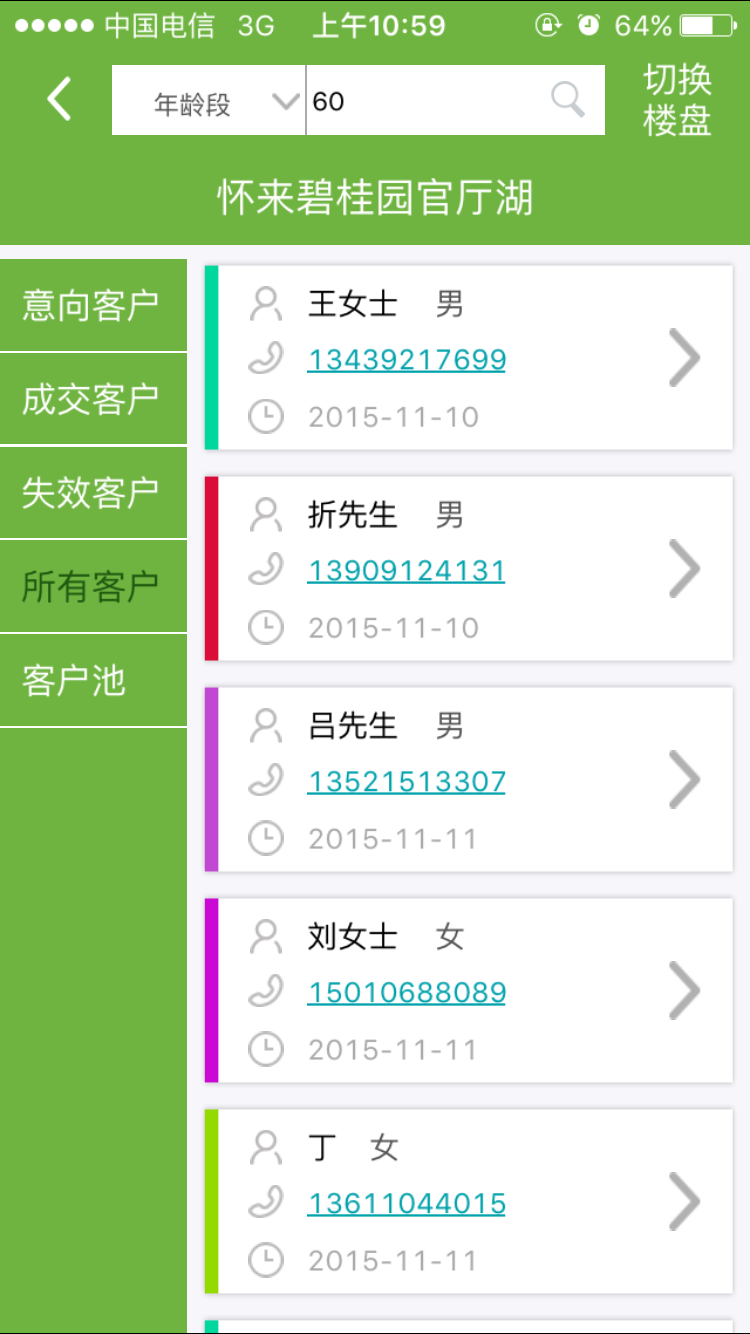 中国电信 3G 上午10:59 64%
年龄段 60 切换楼盘
怀来碧桂园官厅湖
意向客户
成交客户
失效客户
所有客户
客户池
王女士 男
13439217699
2015-11-10
折先生 男
13909124131
2015-11-10
吕先生 男
13521513307
2015-11-11
刘女士 女
15010688089
2015-11-11
丁 女
13611044015
2015-11-11